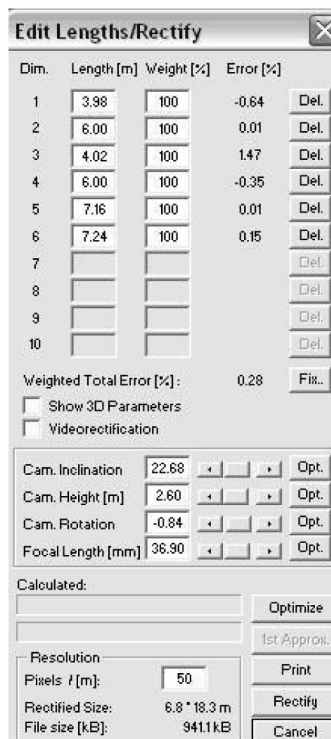 Edit Lengths/Rectify
Dim. Length [m] Weight [%] Error [%]
1 3.98 100 -0.64 Del.
2 6.00 100 0.01 Del.
3 4.02 100 1.47 Del.
4 6.00 100 -0.35 Del.
5 7.16 100 0.01 Del.
6 7.24 100 0.15 Del.
7 Del.
8 Del.
9 Del.
10 Del.
Weighted Total Error [%] : 0.28 Fix..
Show 3D Parameters
Videorectification
Cam. Inclination 22.68 Opt.
Cam. Height [m] 2.60 Opt.
Cam. Rotation -0.84 Opt.
Focal Length [mm] 36.90 Opt.
Calculated:
Optimize
1st Approx.
Resolution
Pixels / [m]: 50
Print
Rectified Size: 6.8 * 18.3 m
Rectify
File size [kB]: 941.1 kB
Cancel